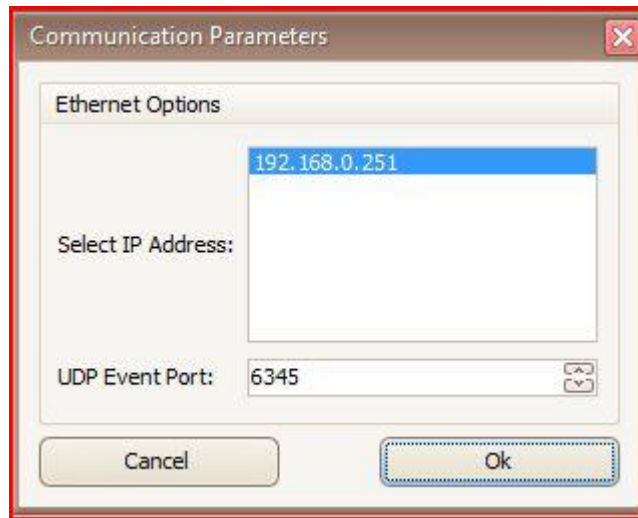 Communication Parameters
Ethernet Options
192.168.0.251
Select IP Address:
UDP Event Port: 6345
Cancel Ok